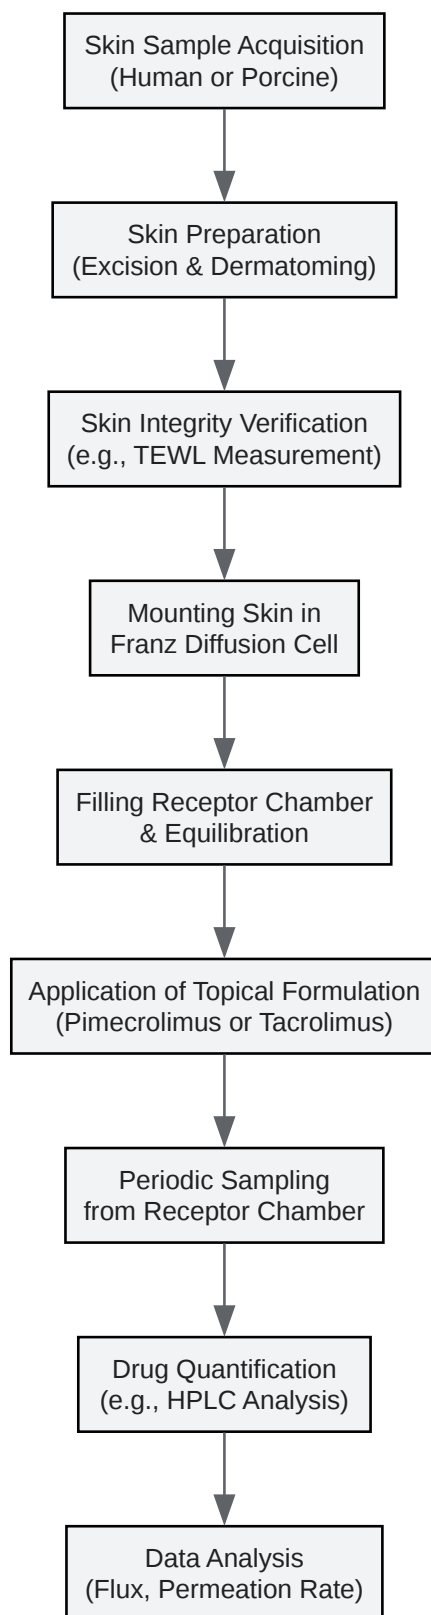 Skin Sample Acquisition
(Human or Porcine)
Skin Preparation
(Excision & Dermatoming)
Skin Integrity Verification
(e.g., TEWL Measurement)
Mounting Skin in
Franz Diffusion Cell
Filling Receptor Chamber
& Equilibration
Application of Topical Formulation
(Pimecrolimus or Tacrolimus)
Periodic Sampling
from Receptor Chamber
Drug Quantification
(e.g., HPLC Analysis)
Data Analysis
(Flux, Permeation Rate)